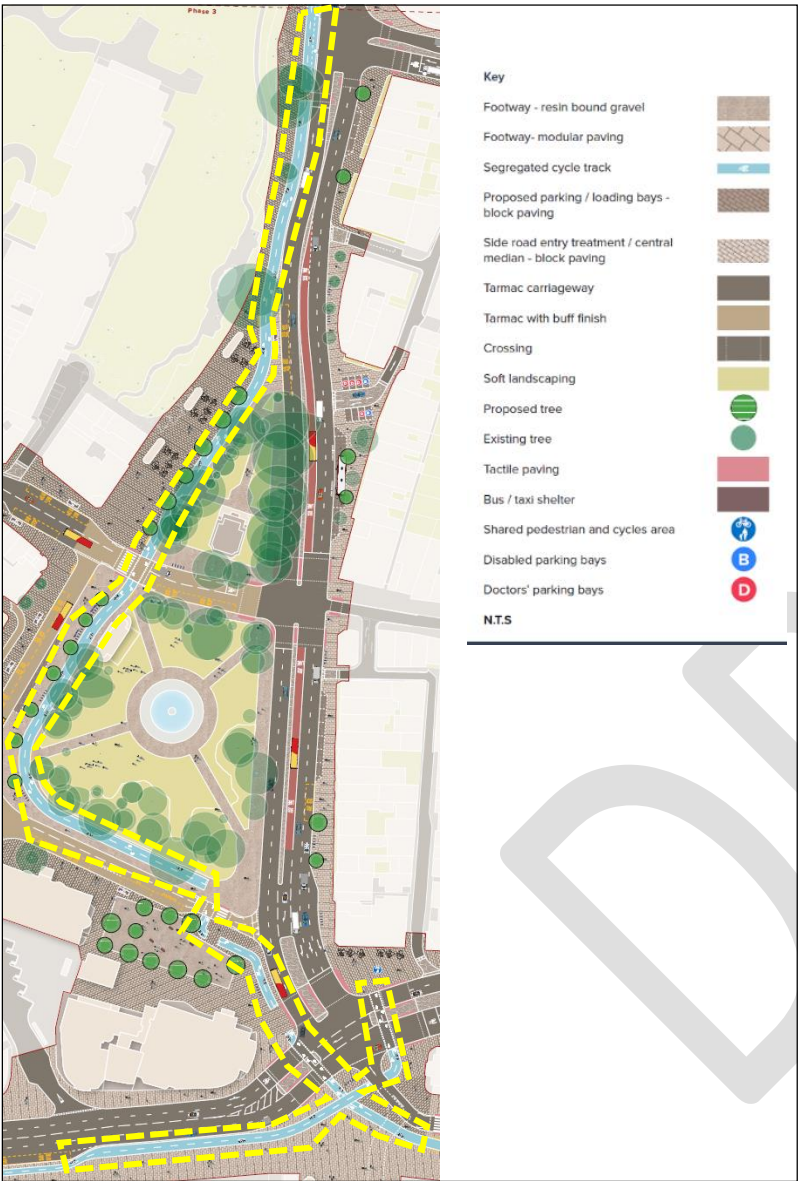 Phase 3
Key
Footway - resin bound gravel
Footway- modular paving
Segregated cycle track
Proposed parking / loading bays -
block paving
Side road entry treatment / central
median - block paving
Tarmac carriageway
Tarmac with buff finish
Crossing
Soft landscaping
Proposed tree
Existing tree
Tactile paving
Bus / taxi shelter
Shared pedestrian and cycles area
Disabled parking bays
B
Doctors' parking bays
D
N.T.S